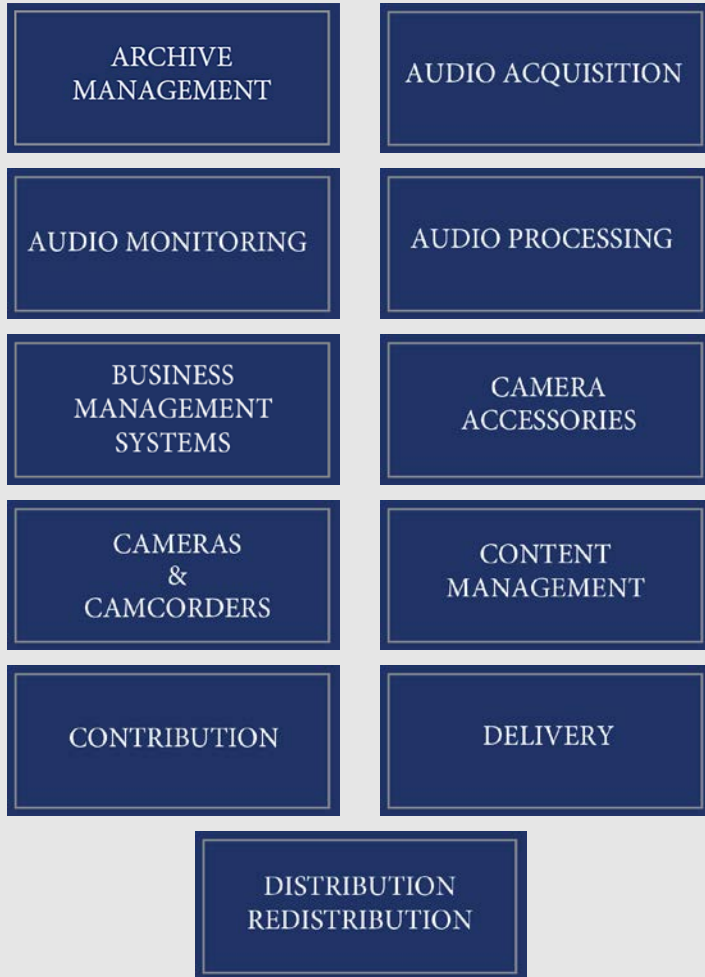 ARCHIVE
MANAGEMENT
AUDIO ACQUISITION
AUDIO MONITORING
AUDIO PROCESSING
BUSINESS
MANAGEMENT
SYSTEMS
CAMERA
ACCESSORIES
CAMERAS
&
CAMCORDERS
CONTENT
MANAGEMENT
CONTRIBUTION
DELIVERY
DISTRIBUTION
REDISTRIBUTION